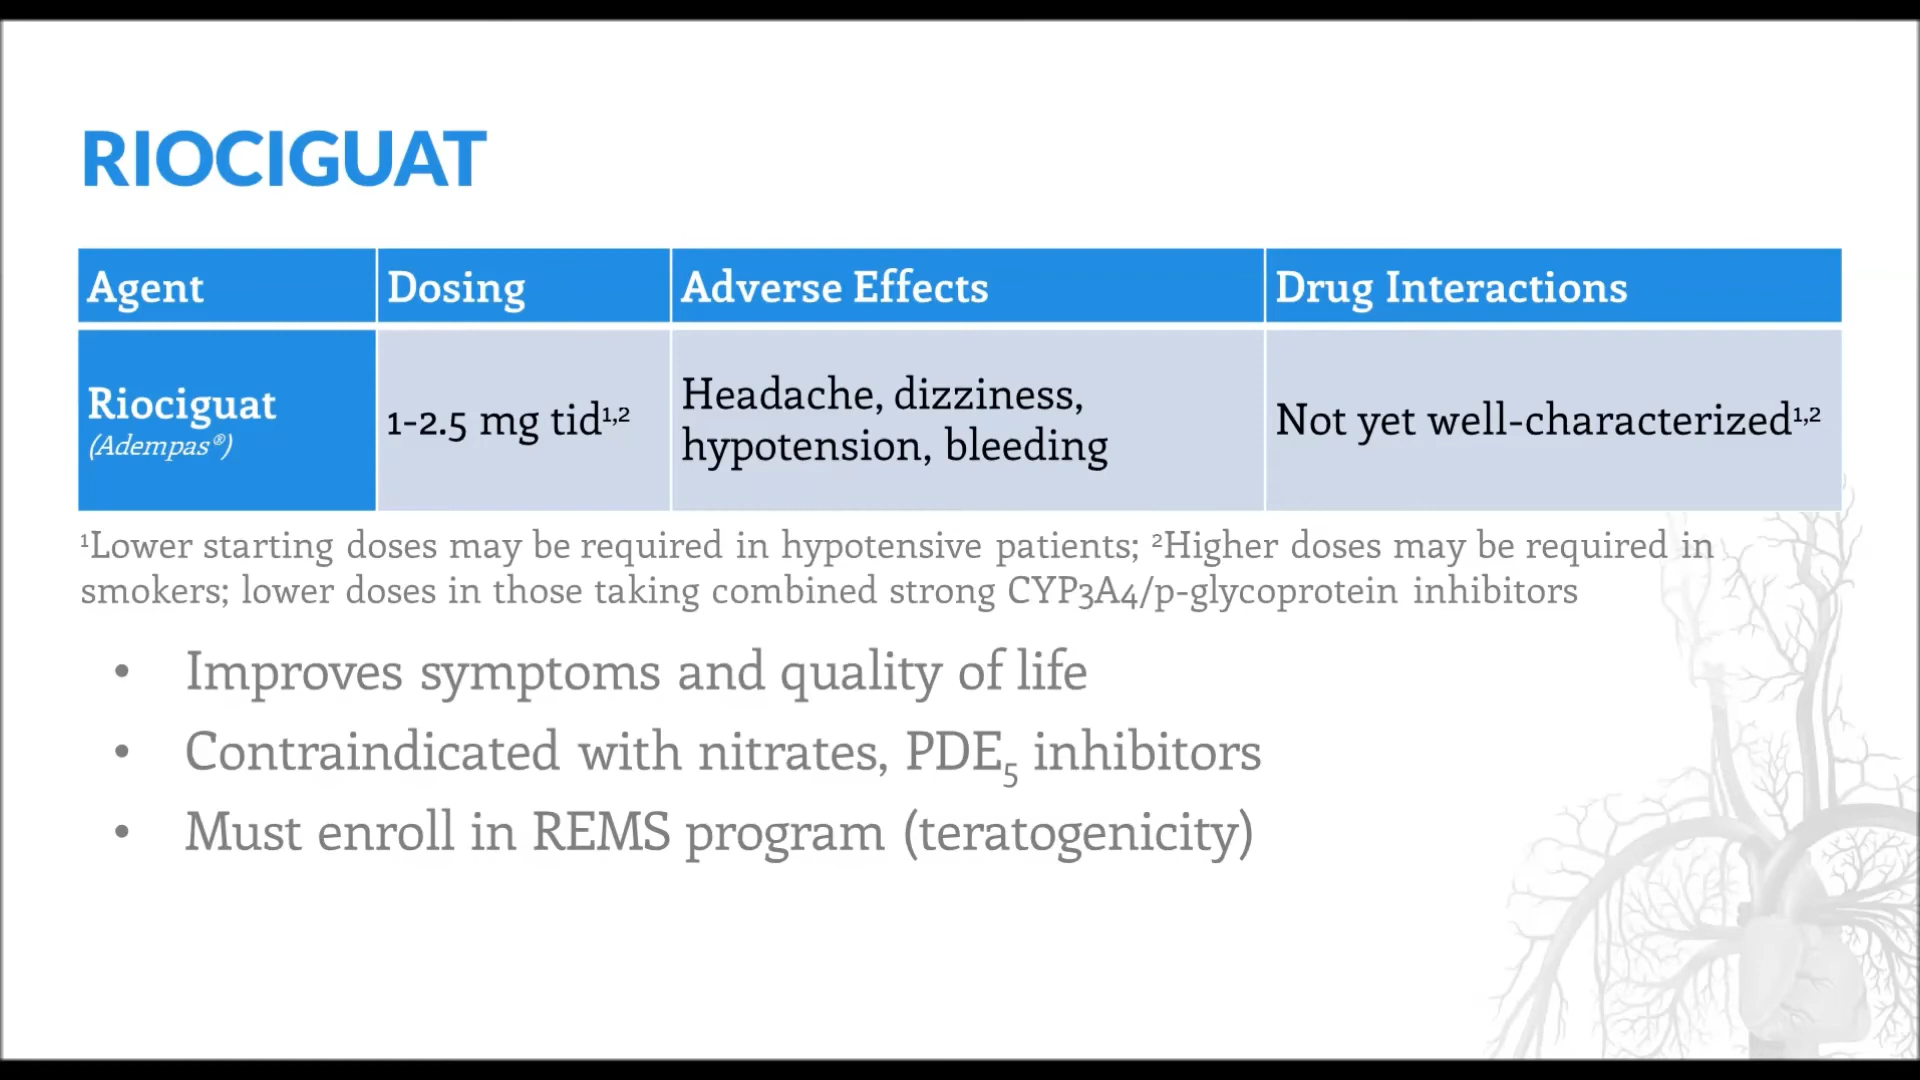 RIOCIGUAT
Agent Dosing Adverse Effects Drug Interactions
Riociguat
(Adempas®)
1-2.5 mg tid¹,²
Headache, dizziness,
hypotension, bleeding
Not yet well-characterized¹,²
¹Lower starting doses may be required in hypotensive patients; ²Higher doses may be required in
smokers; lower doses in those taking combined strong CYP3A4/p-glycoprotein inhibitors
• Improves symptoms and quality of life
• Contraindicated with nitrates, PDE₅ inhibitors
• Must enroll in REMS program (teratogenicity)